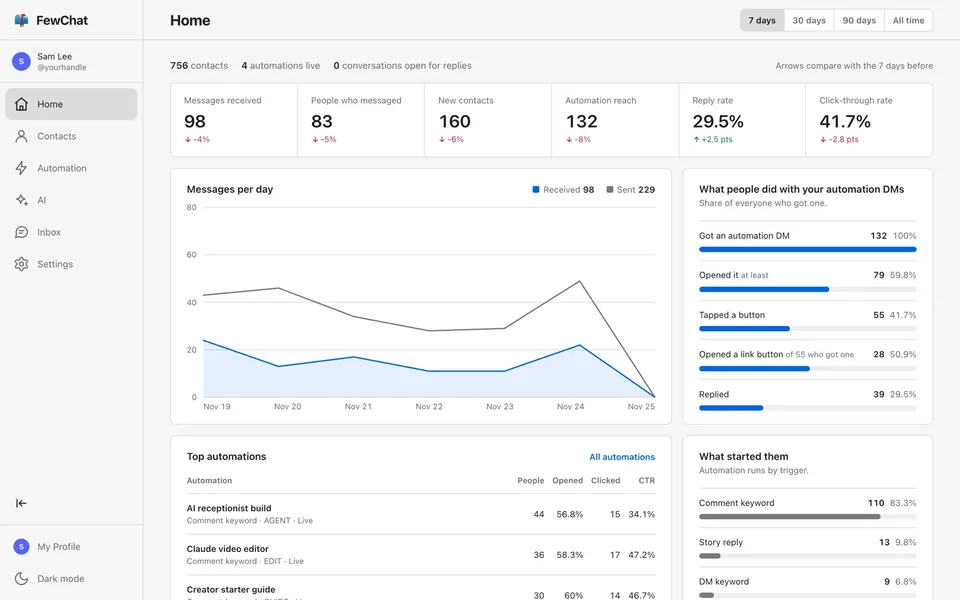 FewChat
Home
7 days 30 days 90 days All time
S Sam Lee
@yourhandle
Home
Contacts
Automation
AI
Inbox
Settings
S My Profile
Dark mode
756 contacts 4 automations live 0 conversations open for replies
Arrows compare with the 7 days before
Messages received
98
↓ -4%
People who messaged
83
↓ -5%
New contacts
160
↓ -6%
Automation reach
132
↓ -8%
Reply rate
29.5%
↑ +2.5 pts
Click-through rate
41.7%
↓ -2.8 pts
Messages per day
Received 98 Sent 229
80
60
40
20
0
Nov 19 Nov 20 Nov 21 Nov 22 Nov 23 Nov 24 Nov 25
What people did with your automation DMs
Share of everyone who got one.
Got an automation DM 132 100%
Opened it at least 79 59.8%
Tapped a button 55 41.7%
Opened a link button of 55 who got one 28 50.9%
Replied 39 29.5%
Top automations All automations
Automation People Opened Clicked CTR
AI receptionist build
Comment keyword · AGENT · Live
44 56.8% 15 34.1%
Claude video editor
Comment keyword · EDIT · Live
36 58.3% 17 47.2%
Creator starter guide
30 60% 14 46.7%
What started them
Automation runs by trigger.
Comment keyword 110 83.3%
Story reply 13 9.8%
DM keyword 9 6.8%